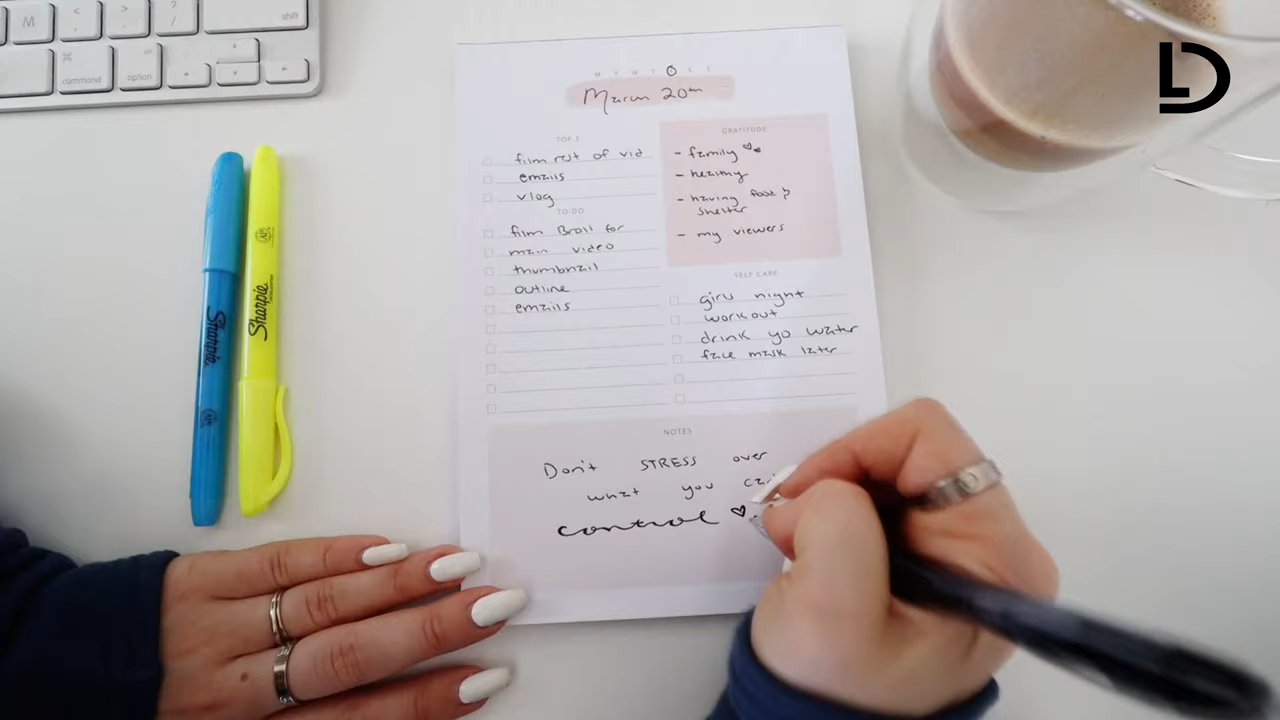 M
<
>
?
/
shift
⌘
command
option
LD
M T W T F S S
March 20th
TOP 3
film rest of vid
emails
vlog
TO-DO
film Broll for
main video
thumbnail
outline
emails
GRATITUDE
- family
- healthy
- having food &
shelter
- my viewers
SELF CARE
girls night
workout
drink yo water
face mask later
NOTES
Don't STRESS over
what you
control
Sharpie
Sharpie